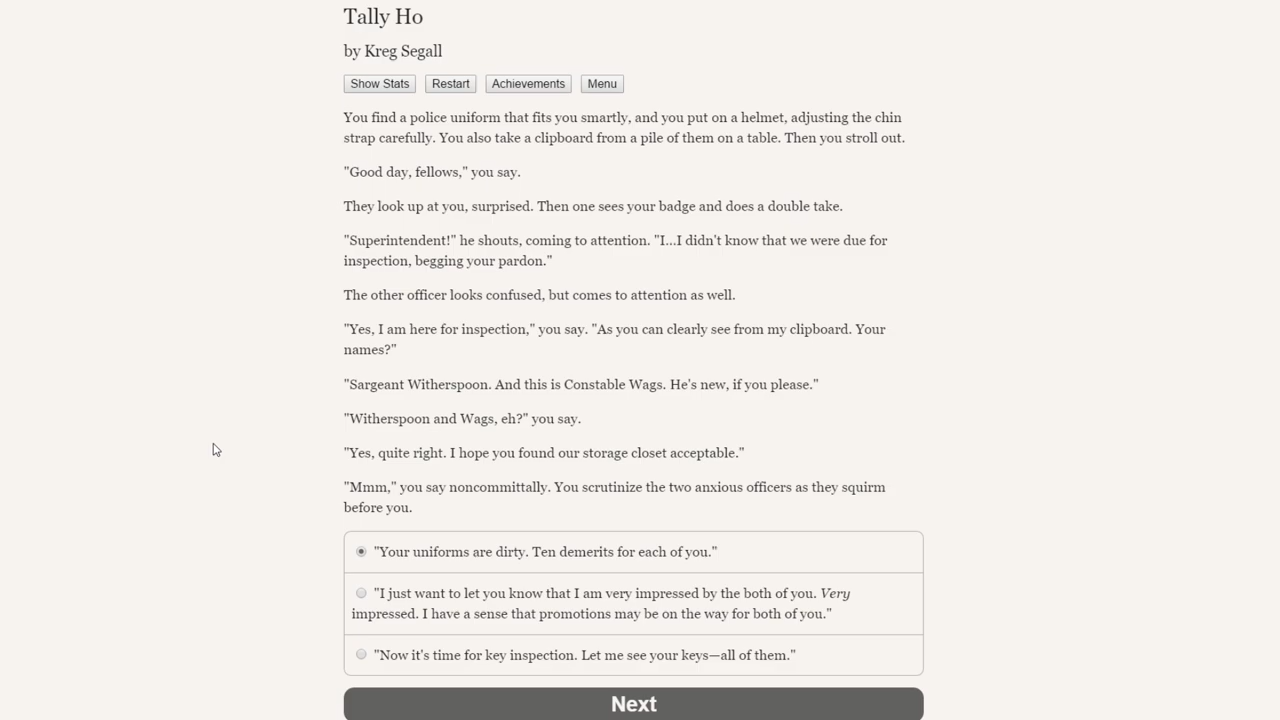 Tally Ho
by Kreg Segall
Show Stats Restart Achievements Menu
You find a police uniform that fits you smartly, and you put on a helmet, adjusting the chin
strap carefully. You also take a clipboard from a pile of them on a table. Then you stroll out.
"Good day, fellows," you say.
They look up at you, surprised. Then one sees your badge and does a double take.
"Superintendent!" he shouts, coming to attention. "I...I didn't know that we were due for
inspection, begging your pardon."
The other officer looks confused, but comes to attention as well.
"Yes, I am here for inspection," you say. "As you can clearly see from my clipboard. Your
names?"
"Sargeant Witherspoon. And this is Constable Wags. He's new, if you please."
"Witherspoon and Wags, eh?" you say.
"Yes, quite right. I hope you found our storage closet acceptable."
"Mmm," you say noncommittally. You scrutinize the two anxious officers as they squirm
before you.
"Your uniforms are dirty. Ten demerits for each of you."
"I just want to let you know that I am very impressed by the both of you. Very
impressed. I have a sense that promotions may be on the way for both of you."
"Now it's time for key inspection. Let me see your keys—all of them."
Next